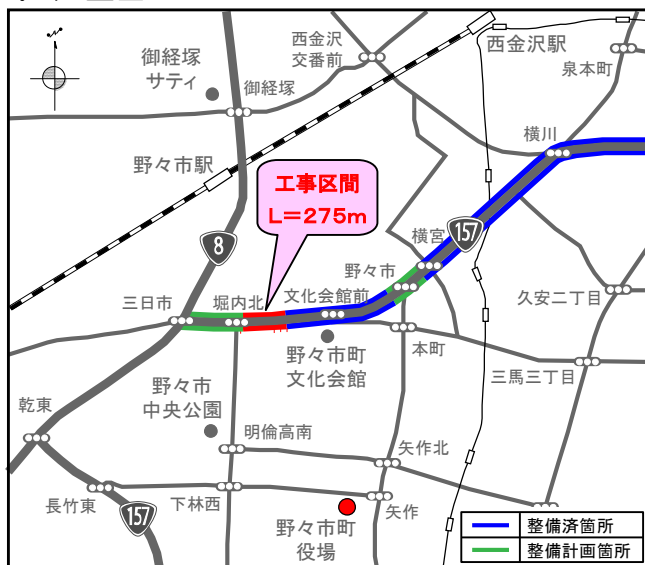 御経塚
サティ
御経塚
西金沢
交番前
西金沢駅
泉本町
横川
野々市駅
工事区間
L=275m
8
157
横宮
野々市
三日市
堀内北
文化会館前
久安二丁目
野々市町
文化会館
本町
三馬三丁目
野々市
中央公園
乾東
明倫高南
矢作北
長竹東
157
下林西
矢作
野々市町
役場
整備済箇所
整備計画箇所